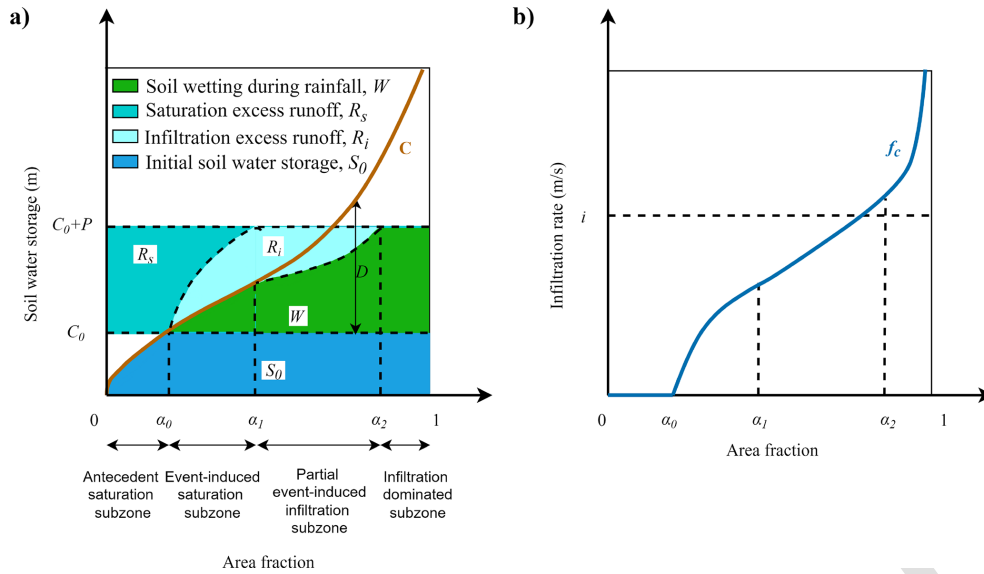 a)
Soil wetting during rainfall, W
Saturation excess runoff, Rs
Infiltration excess runoff, Ri
Initial soil water storage, S0
C
Soil water storage (m)
C0+P
Rs
Ri
D
W
C0
S0
0
α0
α1
α2
1
Antecedent
saturation
subzone
Event-induced
saturation
subzone
Partial
event-induced
infiltration
subzone
Infiltration
dominated
subzone
Area fraction
b)
fc
Infiltration rate (m/s)
i
0
α0
α1
α2
1
Area fraction